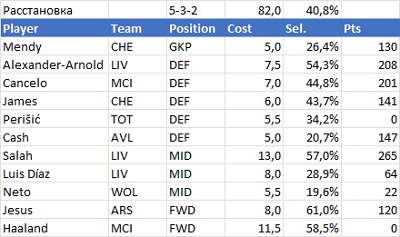 Расстановка 5-3-2 82,0 40,8%
Player Team Position Cost Sel. Pts
Mendy CHE GKP 5,0 26,4% 130
Alexander-Arnold LIV DEF 7,5 54,3% 208
Cancelo MCI DEF 7,0 44,8% 201
James CHE DEF 6,0 43,7% 141
Perišić TOT DEF 5,5 34,2% 0
Cash AVL DEF 5,0 20,7% 147
Salah LIV MID 13,0 57,0% 265
Luis Díaz LIV MID 8,0 28,9% 64
Neto WOL MID 5,5 19,6% 22
Jesus ARS FWD 8,0 61,0% 120
Haaland MCI FWD 11,5 58,5% 0